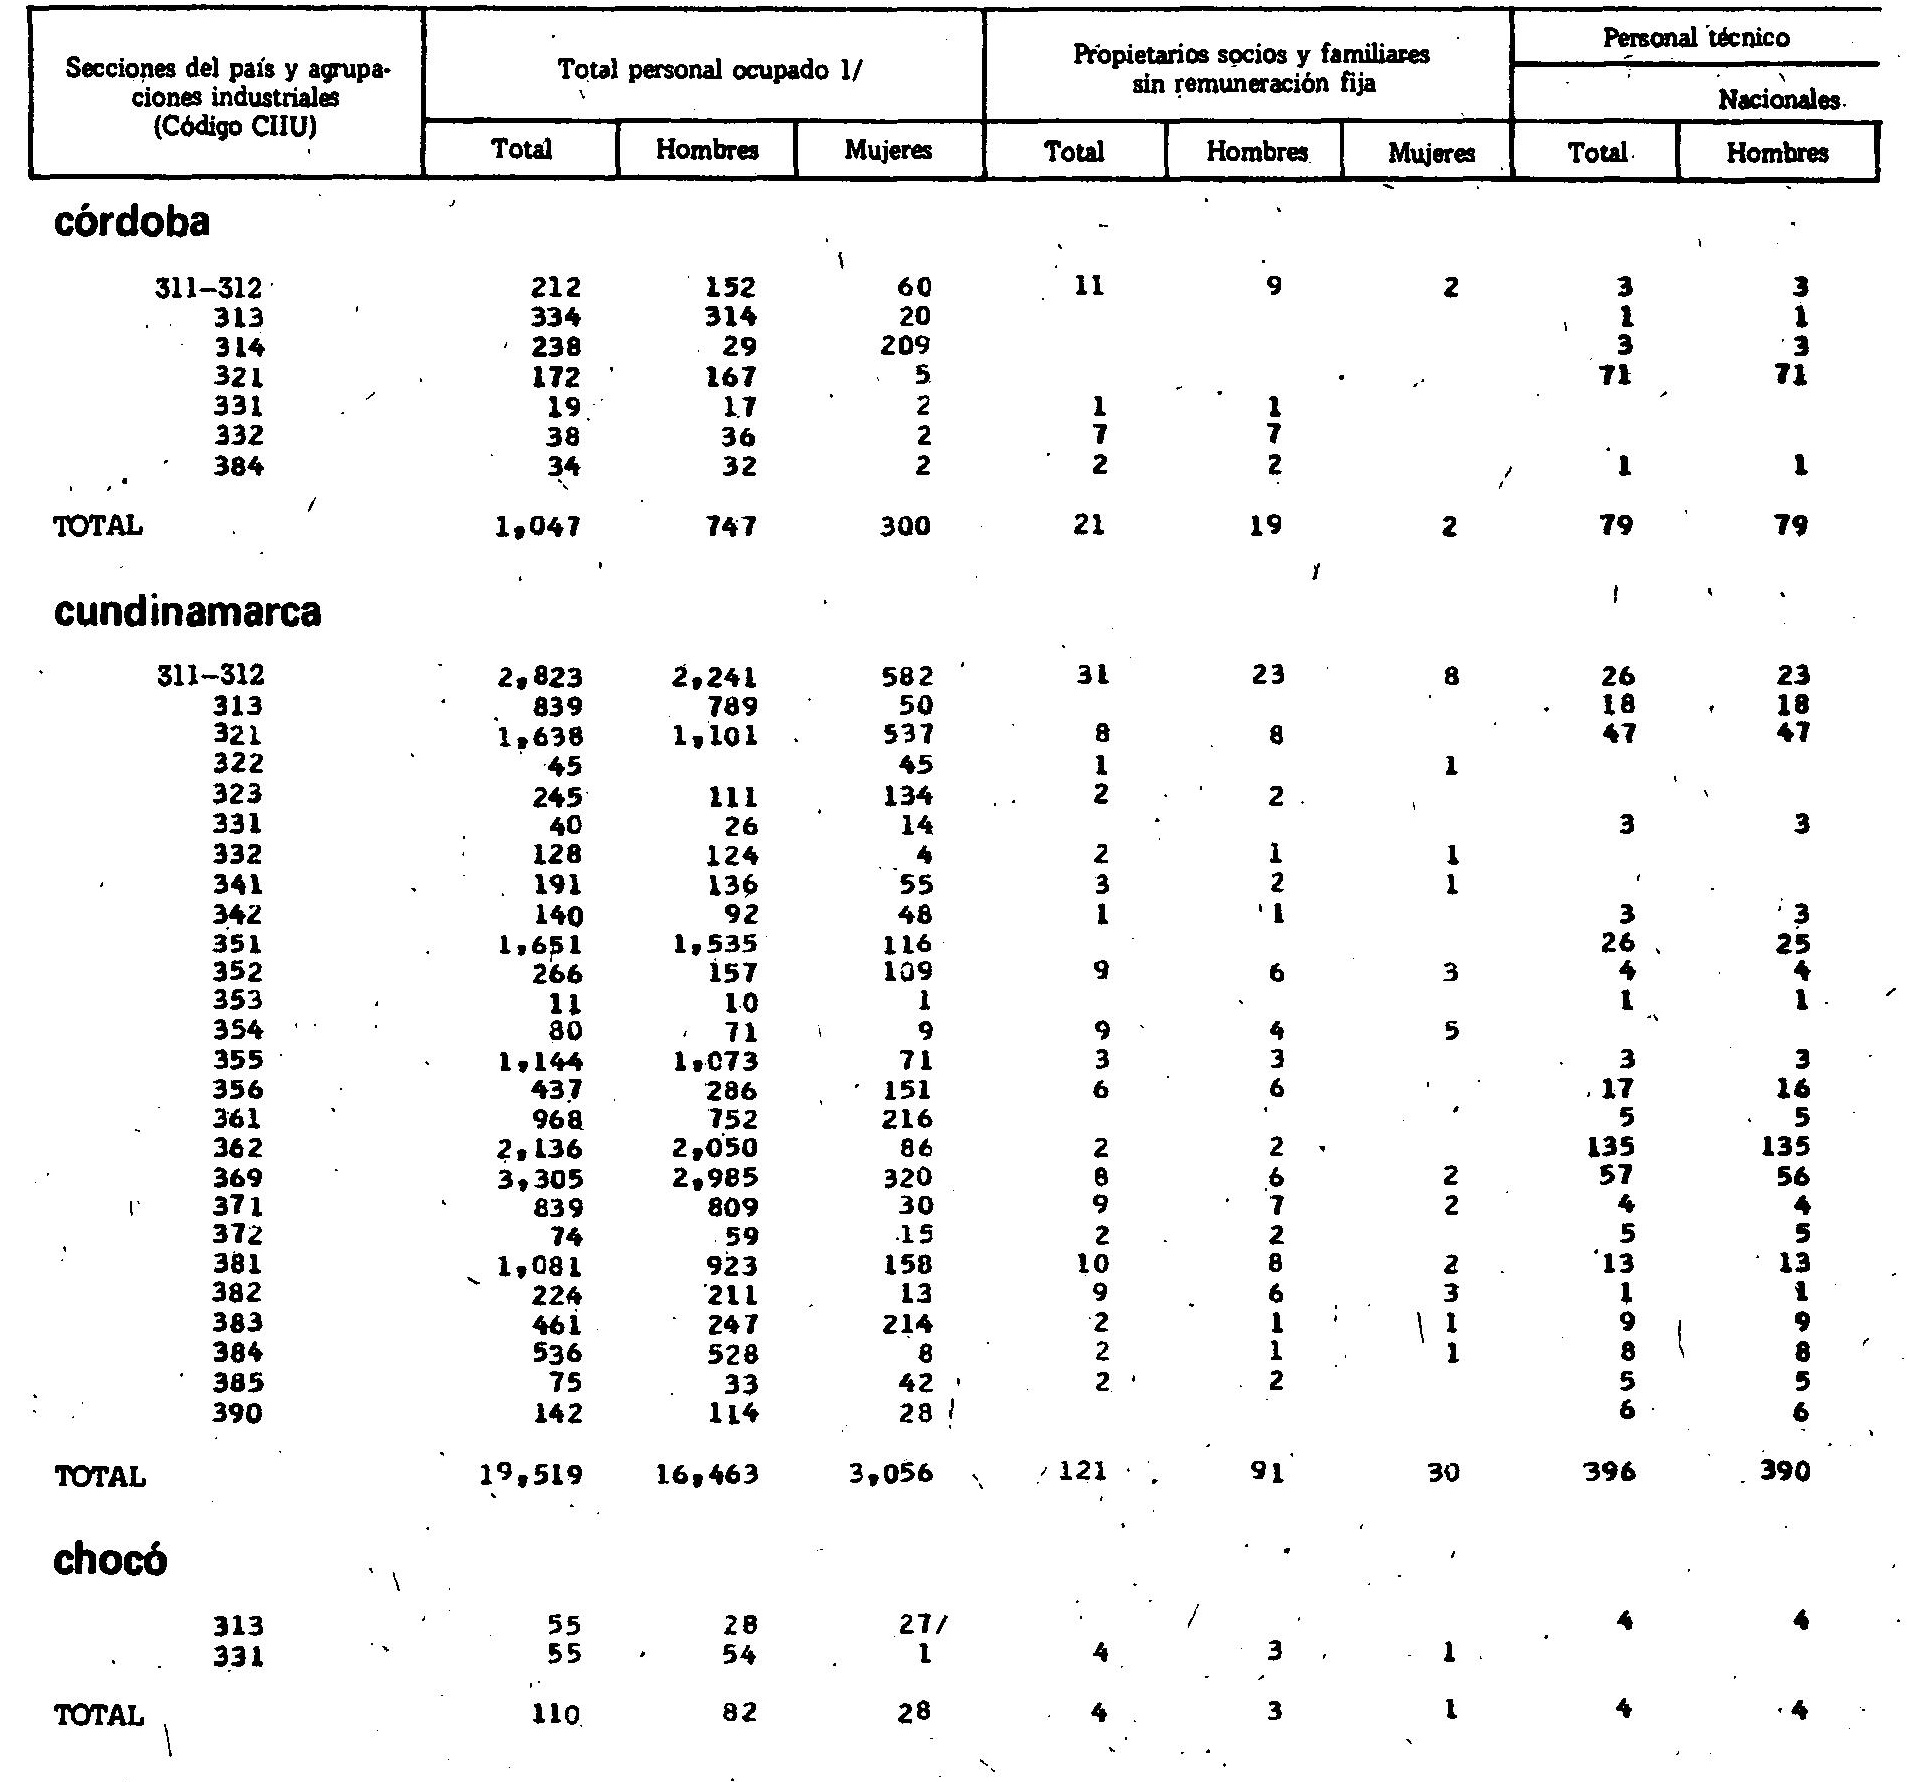 Secciones del país y agrupa-
ciones industriales
(Código CIIU)
Total personal ocupado 1/
Propietarios socios y familiares
sin remuneración fija
Personal técnico
Nacionales
Total Hombres Mujeres Total Hombres Mujeres Total Hombres
córdoba
311-312 212 152 60 11 9 2 3 3
313 334 314 20 1 1
314 238 29 209 3 3
321 172 167 5 71 71
331 19 17 2 1 1
332 38 36 2 7 7
384 34 32 2 2 2 1 1
TOTAL 1,047 747 300 21 19 2 79 79
cundinamarca
311-312 2,823 2,241 582 31 23 8 26 23
313 839 789 50 18 18
321 1,638 1,101 537 8 8 47 47
322 45 45 1 1
323 245 111 134 2 2
331 40 26 14 3 3
332 128 124 4 2 1 1
341 191 136 55 3 2 1
342 140 92 48 1 1 3 3
351 1,651 1,535 116 26 25
352 266 157 109 9 6 3 4 4
353 11 10 1 1 1
354 80 71 9 9 4 5
355 1,144 1,073 71 3 3 3 3
356 437 286 151 6 6 17 16
361 968 752 216 5 5
362 2,136 2,050 86 2 2 135 135
369 3,305 2,985 320 8 6 2 57 56
371 839 809 30 9 7 2 4 4
372 74 59 15 2 2 5 5
381 1,081 923 158 10 8 2 13 13
382 224 211 13 9 6 3 1 1
383 461 247 214 2 1 1 9 9
384 536 528 8 2 1 1 8 8
385 75 33 42 2 2 5 5
390 142 114 28 6 6
TOTAL 19,519 16,463 3,056 121 91 30 396 390
chocó
313 55 28 27/ 4 4
331 55 54 1 4 3 1
TOTAL 110 82 28 4 3 1 4 4